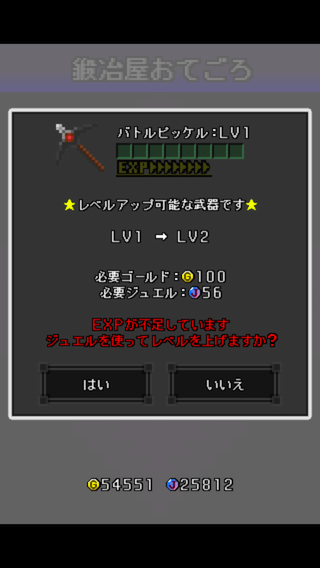 鍛冶屋おてごろ
バトルピッケル:LV1
EXP
★レベルアップ可能な武器です★
LV1 ➡ LV2
必要ゴールド:G100
必要ジュエル:J56
EXPが不足しています
ジュエルを使ってレベルを上げますか?
はい いいえ
G54551 J25812